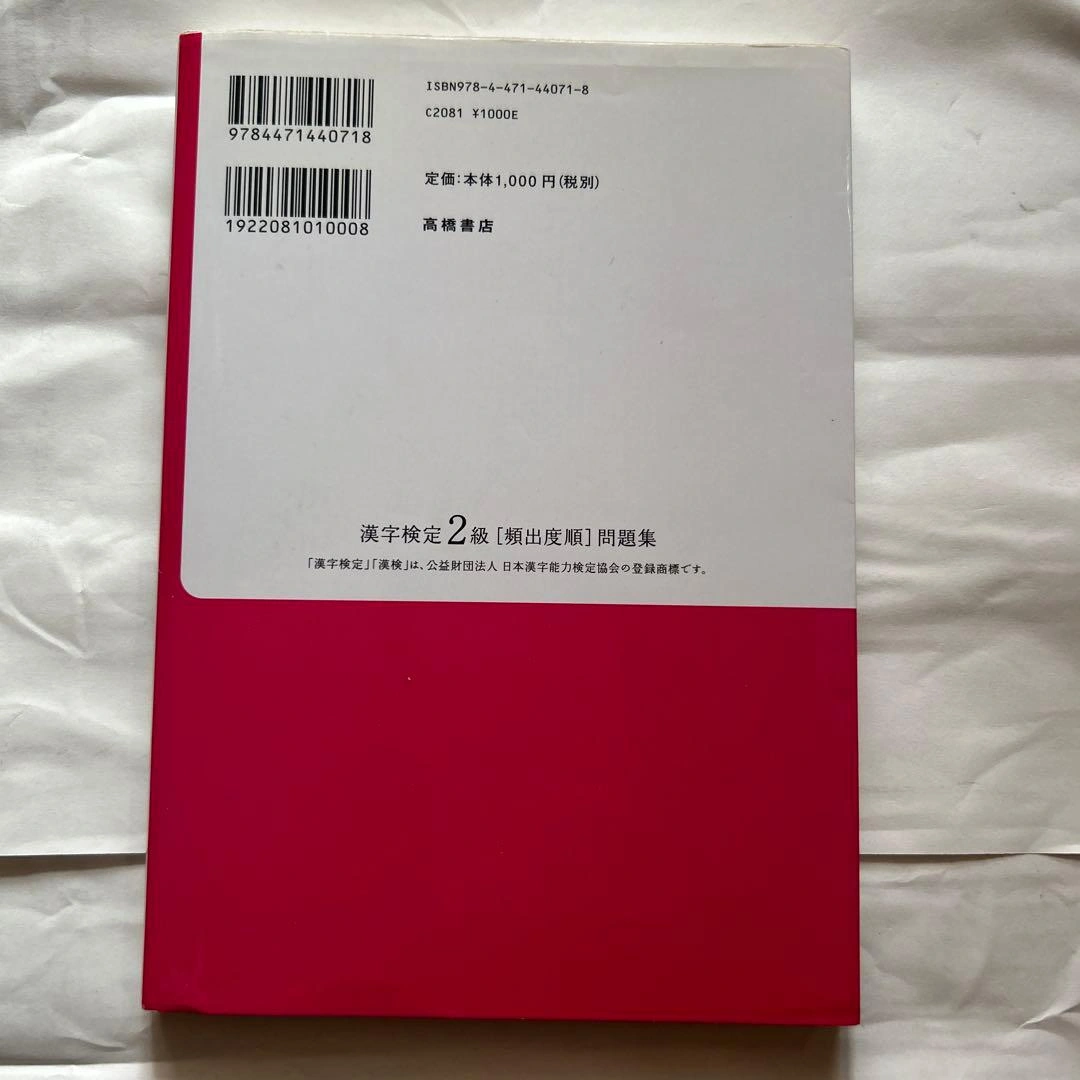 ISBN978-4-471-44071-8
C2081 ¥1000E
9784471440718
定価:本体1,000円(税別)
1922081010008
高橋書店
漢字検定2級[頻出度順]問題集
「漢字検定」「漢検」は、公益財団法人 日本漢字能力検定協会の登録商標です。